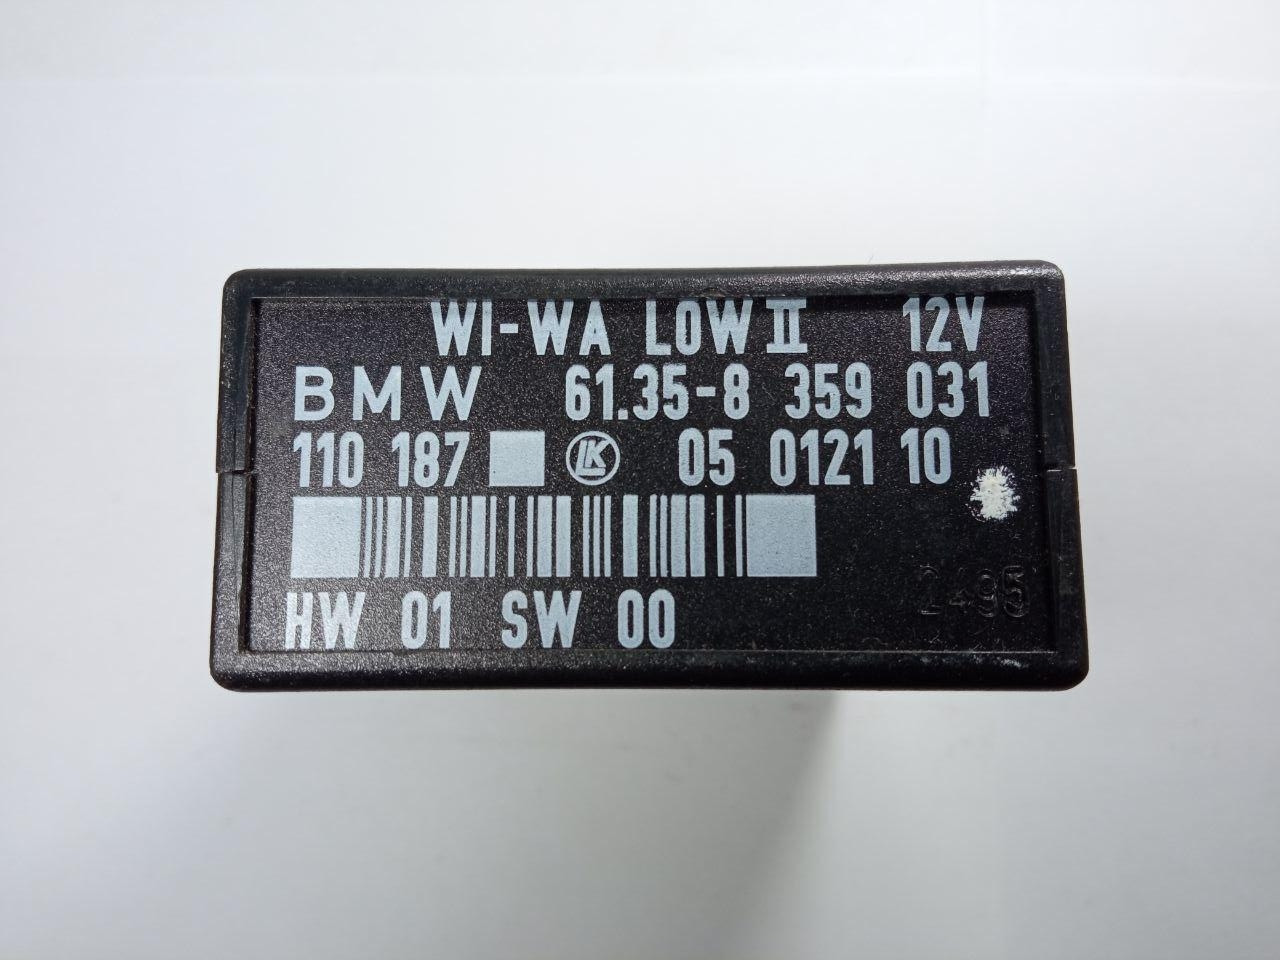 WI-WA LOW II 12V
BMW 61.35-8 359 031
110 187 LK 05 0121 10
HW 01 SW 00
2495